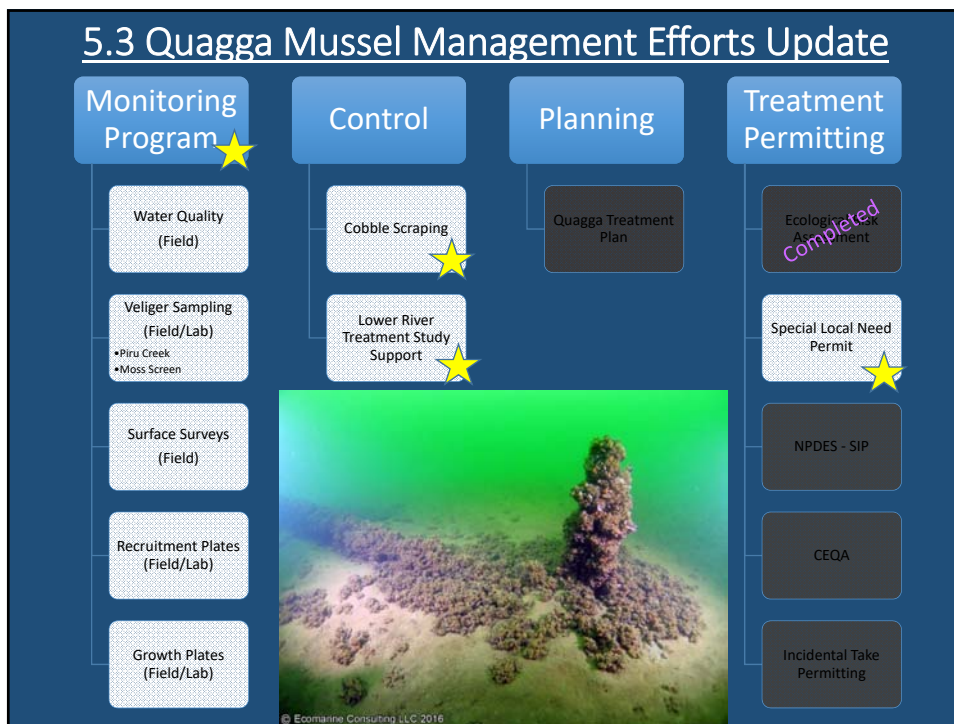 5.3 Quagga Mussel Management Efforts Update
Monitoring
Program
Water Quality
(Field)
Veliger Sampling
(Field/Lab)
•Piru Creek
•Moss Screen
Surface Surveys
(Field)
Recruitment Plates
(Field/Lab)
Growth Plates
(Field/Lab)
Control
Cobble Scraping
Lower River
Treatment Study
Support
Planning
Quagga Treatment
Plan
Treatment
Permitting
Ecological Risk
Assessment
Completed
Special Local Need
Permit
NPDES - SIP
CEQA
Incidental Take
Permitting
© Ecomarine Consulting LLC 2016